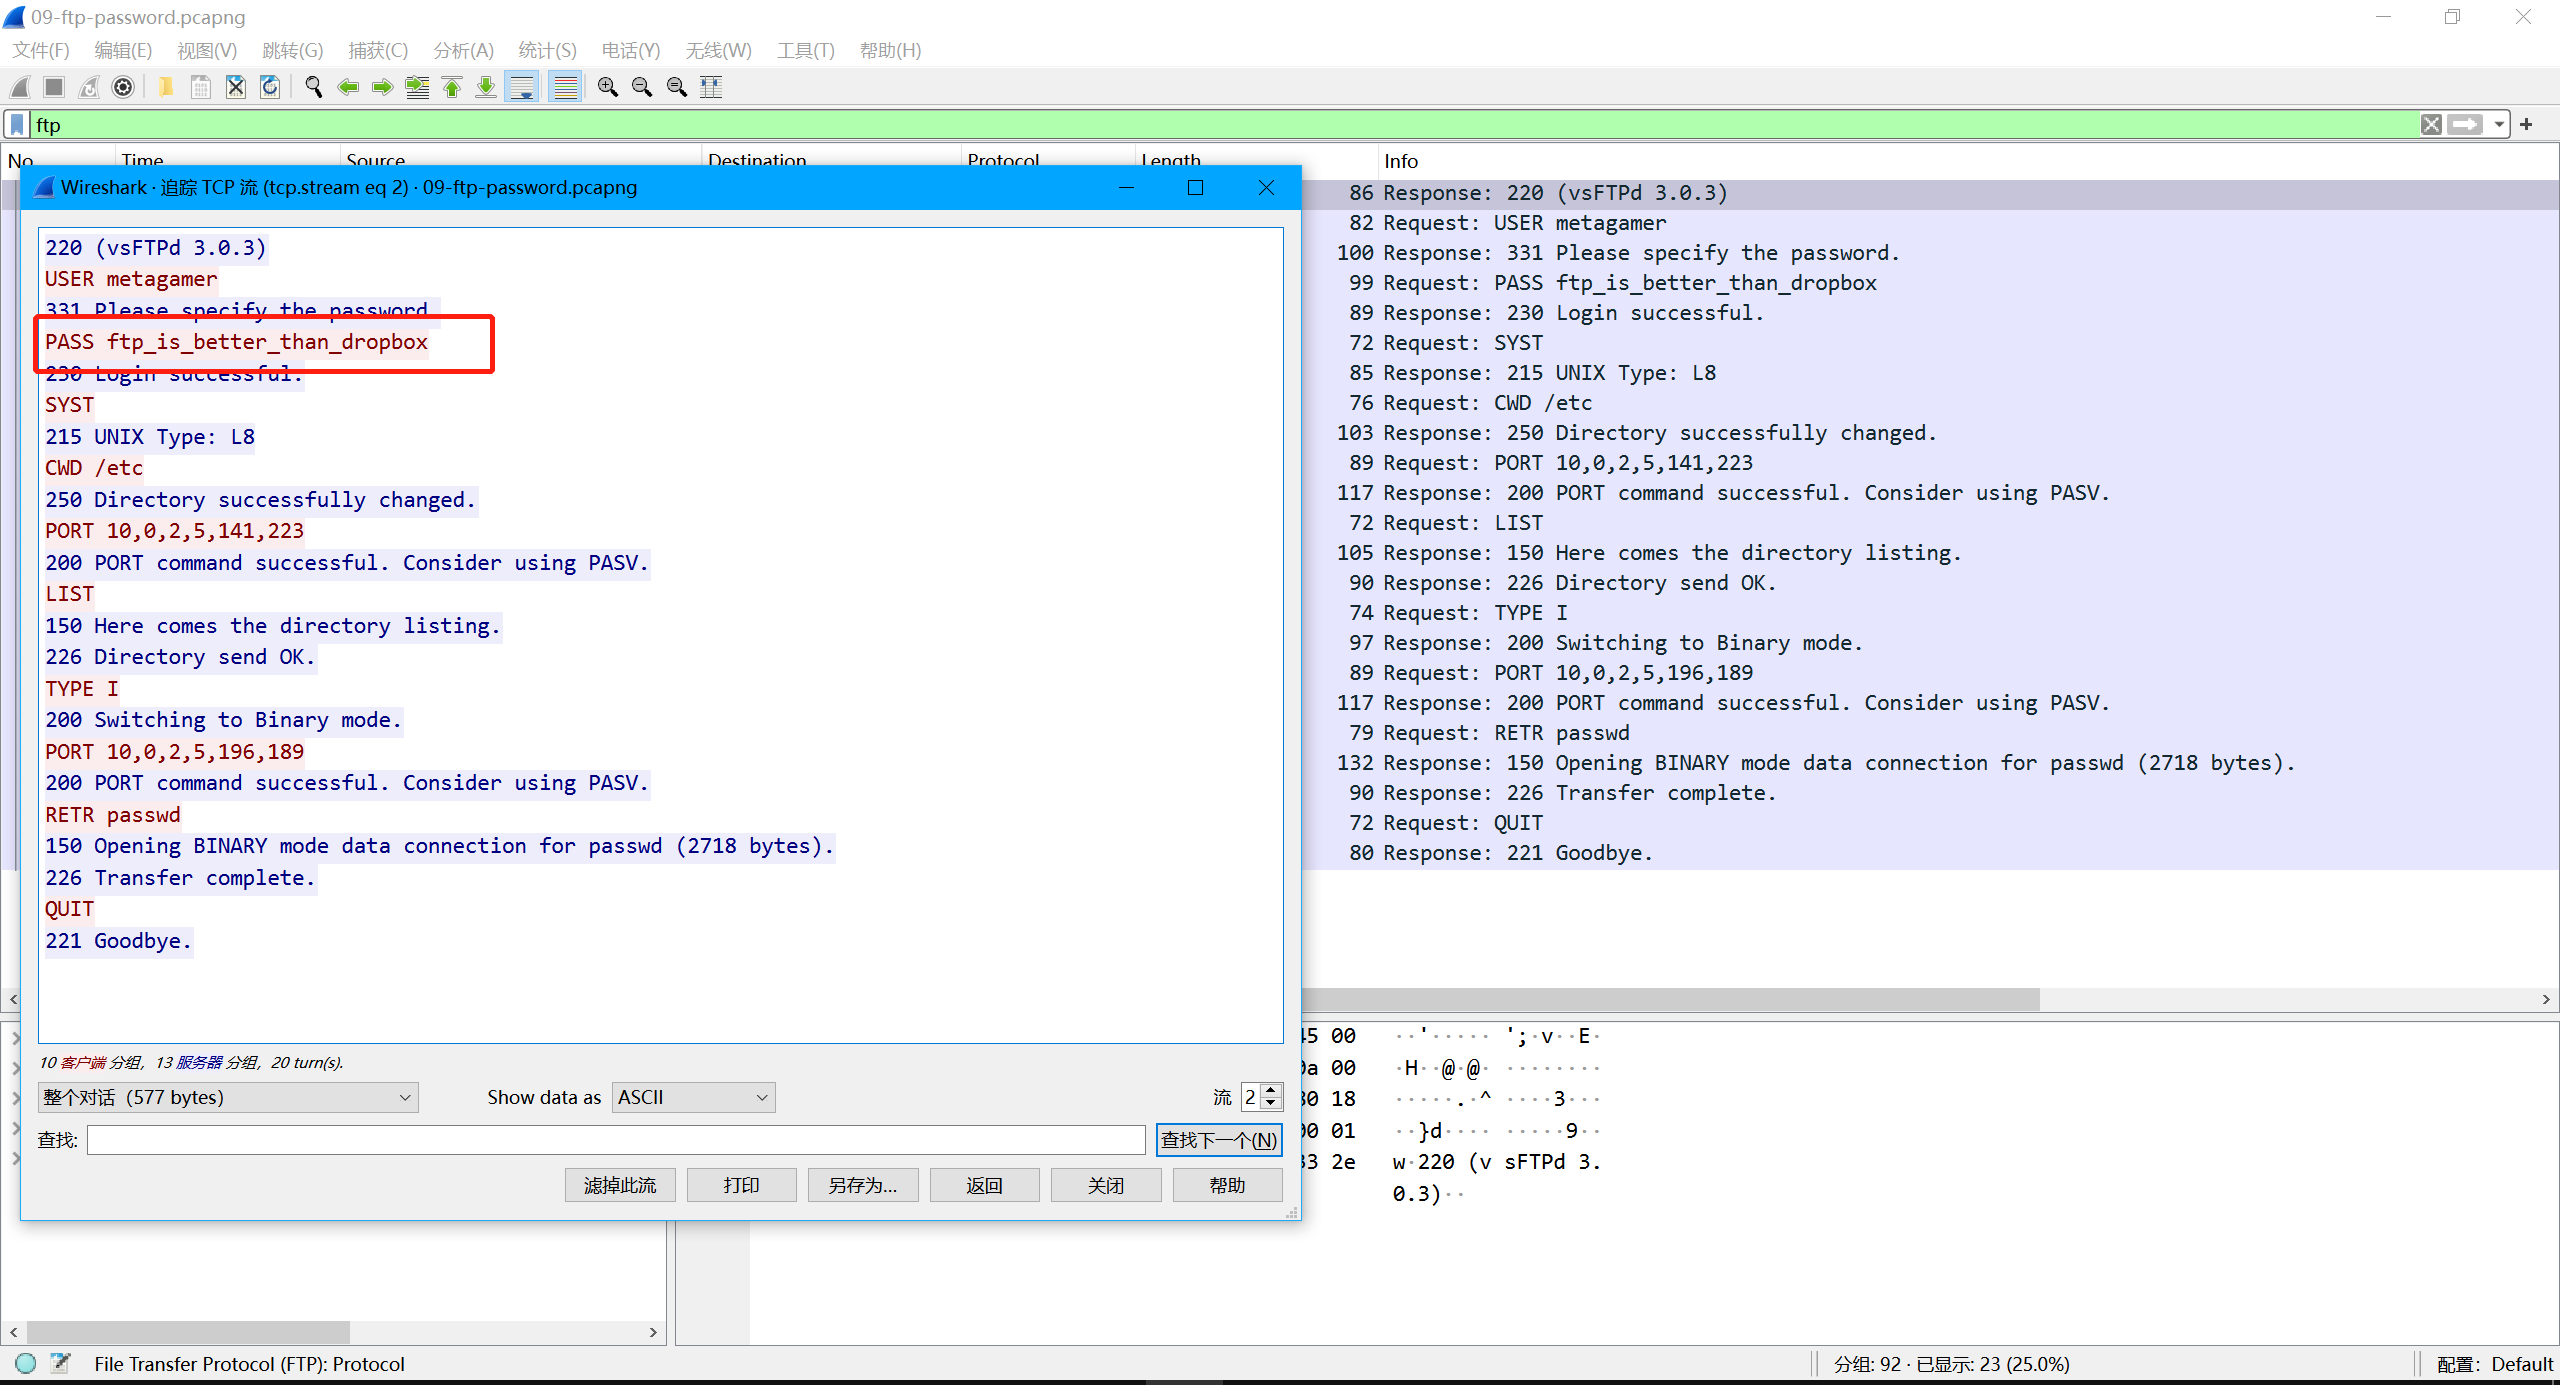 09-ftp-password.pcapng
文件(F) 编辑(E) 视图(V) 跳转(G) 捕获(C) 分析(A) 统计(S) 电话(Y) 无线(W) 工具(T) 帮助(H)
ftp
No. Time Source Destination Protocol Length Info
Wireshark · 追踪 TCP 流 (tcp.stream eq 2) · 09-ftp-password.pcapng
220 (vsFTPd 3.0.3)
USER metagamer
331 Please specify the password.
PASS ftp_is_better_than_dropbox
230 Login successful.
SYST
215 UNIX Type: L8
CWD /etc
250 Directory successfully changed.
PORT 10,0,2,5,141,223
200 PORT command successful. Consider using PASV.
LIST
150 Here comes the directory listing.
226 Directory send OK.
TYPE I
200 Switching to Binary mode.
PORT 10,0,2,5,196,189
200 PORT command successful. Consider using PASV.
RETR passwd
150 Opening BINARY mode data connection for passwd (2718 bytes).
226 Transfer complete.
QUIT
221 Goodbye.
10 客户端 分组, 13 服务器 分组, 20 turn(s).
整个对话 (577 bytes) Show data as ASCII 流 2
查找: 查找下一个(N)
滤掉此流 打印 另存为... 返回 关闭 帮助
86 Response: 220 (vsFTPd 3.0.3)
82 Request: USER metagamer
100 Response: 331 Please specify the password.
99 Request: PASS ftp_is_better_than_dropbox
89 Response: 230 Login successful.
72 Request: SYST
85 Response: 215 UNIX Type: L8
76 Request: CWD /etc
103 Response: 250 Directory successfully changed.
89 Request: PORT 10,0,2,5,141,223
117 Response: 200 PORT command successful. Consider using PASV.
72 Request: LIST
105 Response: 150 Here comes the directory listing.
90 Response: 226 Directory send OK.
74 Request: TYPE I
97 Response: 200 Switching to Binary mode.
89 Request: PORT 10,0,2,5,196,189
117 Response: 200 PORT command successful. Consider using PASV.
79 Request: RETR passwd
132 Response: 150 Opening BINARY mode data connection for passwd (2718 bytes).
90 Response: 226 Transfer complete.
72 Request: QUIT
80 Response: 221 Goodbye.
45 00 ··'····· ';·v··E·
0a 00 ·H··@·@· ········
80 18 ·····.·^ ····3···
00 01 ··}d···· ·····9··
33 2e w·220 (v sFTPd 3.
0.3)··
File Transfer Protocol (FTP): Protocol 分组: 92 · 已显示: 23 (25.0%) 配置: Default